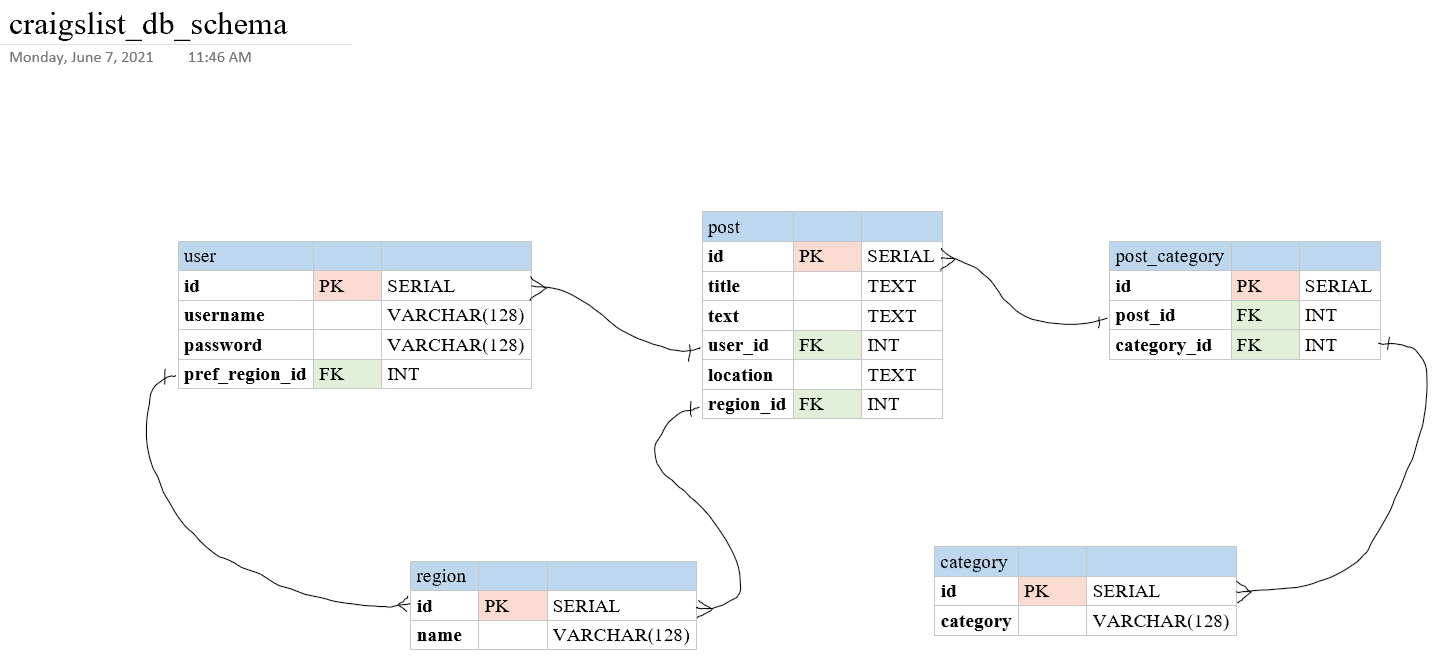 craigslist_db_schema
Monday, June 7, 2021 11:46 AM
user
id PK SERIAL
username VARCHAR(128)
password VARCHAR(128)
pref_region_id FK INT
post
id PK SERIAL
title TEXT
text TEXT
user_id FK INT
location TEXT
region_id FK INT
post_category
id PK SERIAL
post_id FK INT
category_id FK INT
region
id PK SERIAL
name VARCHAR(128)
category
id PK SERIAL
category VARCHAR(128)